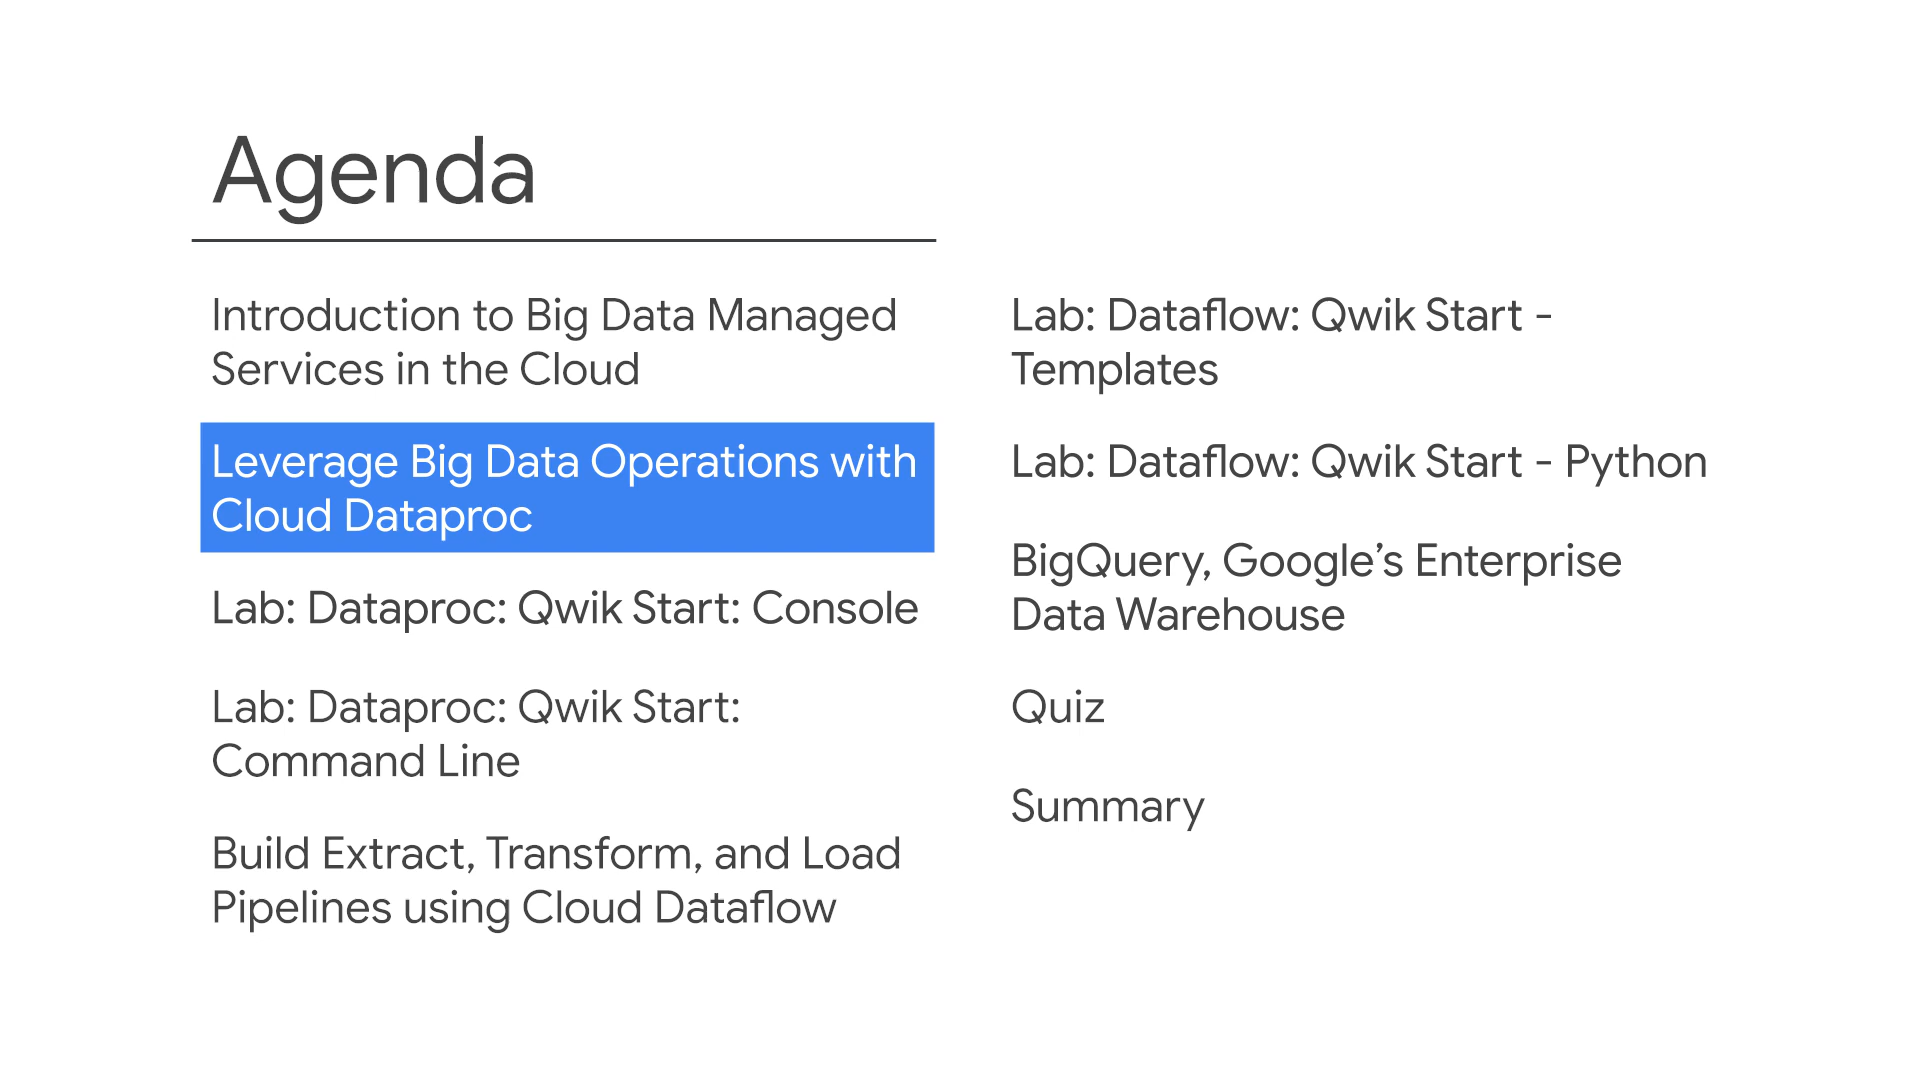 Agenda
Introduction to Big Data Managed
Services in the Cloud
Leverage Big Data Operations with
Cloud Dataproc
Lab: Dataproc: Qwik Start: Console
Lab: Dataproc: Qwik Start:
Command Line
Build Extract, Transform, and Load
Pipelines using Cloud Dataflow
Lab: Dataflow: Qwik Start -
Templates
Lab: Dataflow: Qwik Start - Python
BigQuery, Google’s Enterprise
Data Warehouse
Quiz
Summary